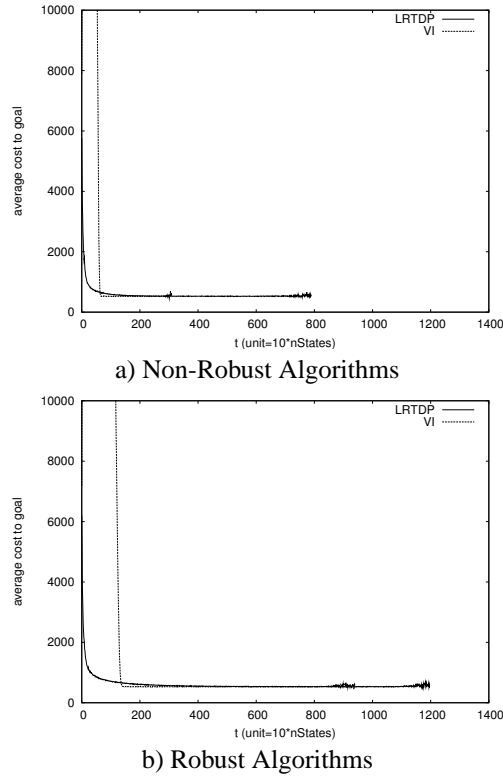 10000
8000
6000
4000
2000
0
average cost to goal
LRTDP
VI
0 200 400 600 800 1000 1200 1400
t (unit=10*nStates)
a) Non-Robust Algorithms
10000
8000
6000
4000
2000
0
average cost to goal
LRTDP
VI
0 200 400 600 800 1000 1200 1400
t (unit=10*nStates)
b) Robust Algorithms